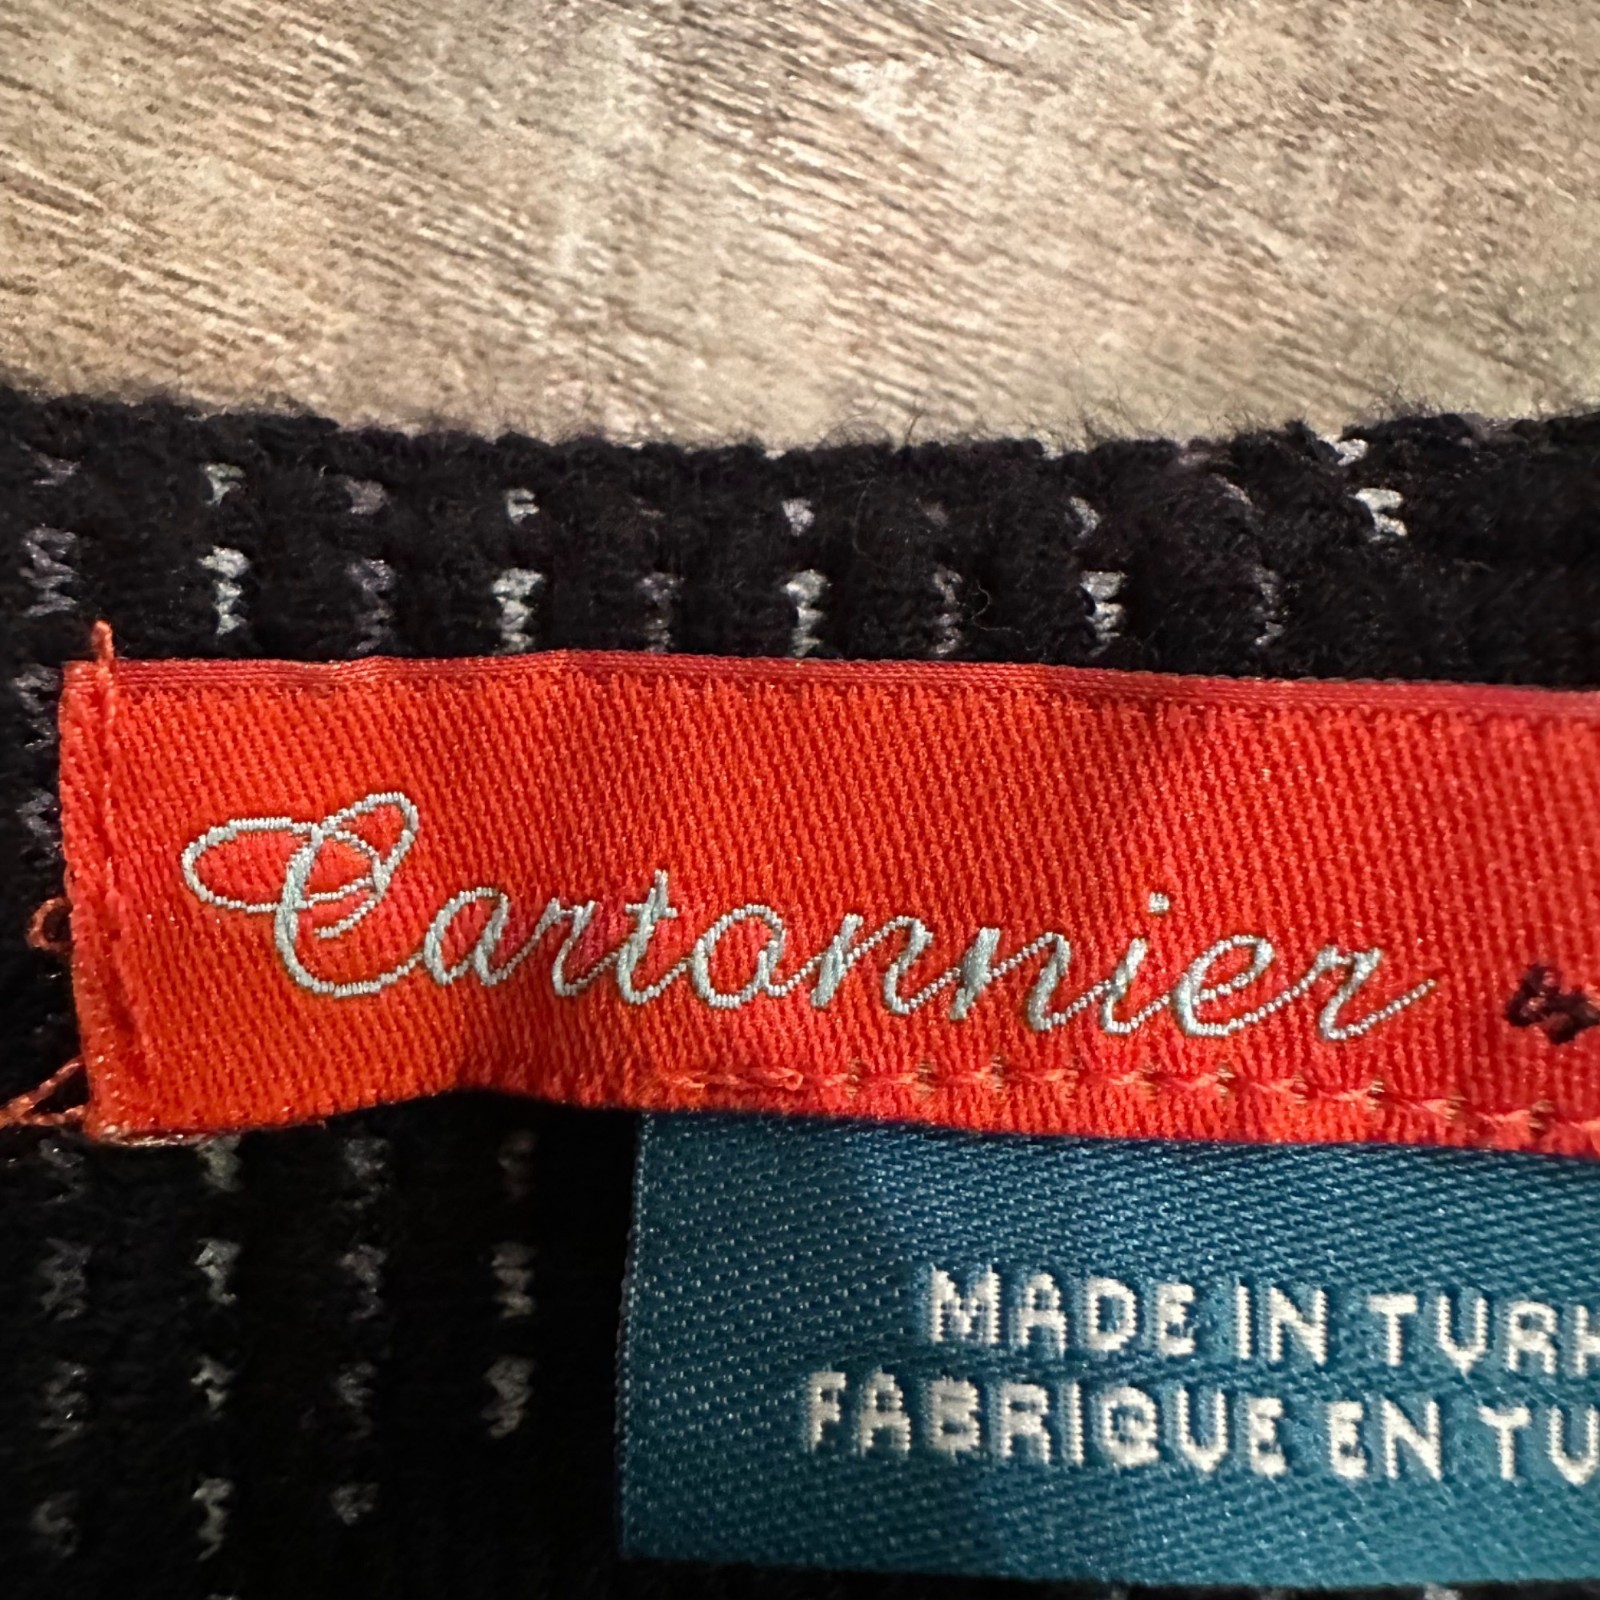 Cartonnier
MADE IN TURK
FABRIQUE EN TU